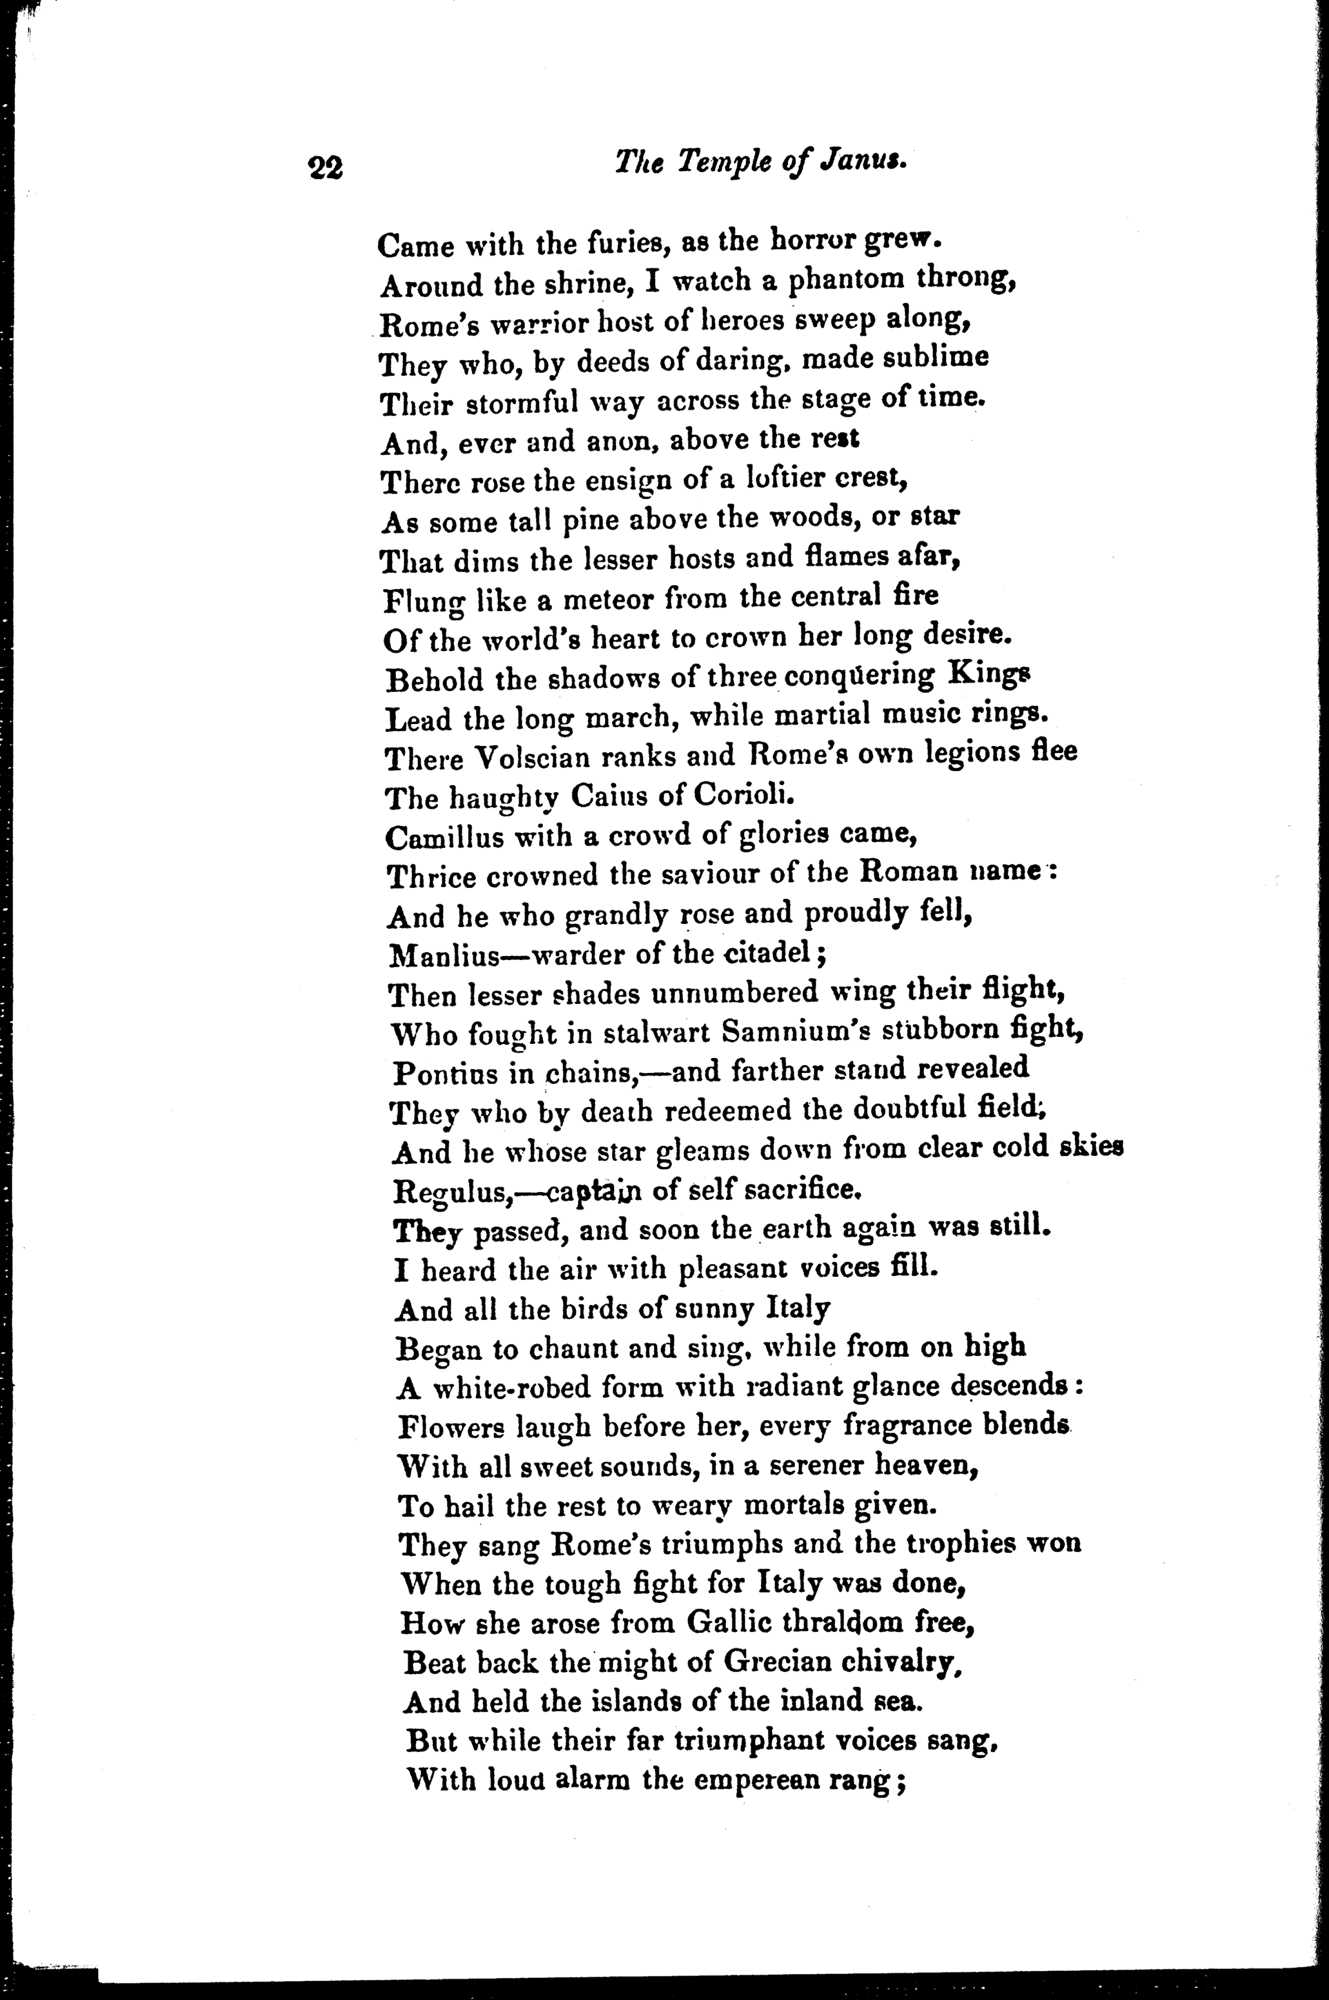 22 The Temple of Janus.
Came with the furies, as the horror grew.
Around the shrine, I watch a phantom throng,
Rome's warrior host of heroes sweep along,
They who, by deeds of daring, made sublime
Their stormful way across the stage of time.
And, ever and anon, above the rest
There rose the ensign of a loftier crest,
As some tall pine above the woods, or star
That dims the lesser hosts and flames afar,
Flung like a meteor from the central fire
Of the world's heart to crown her long desire.
Behold the shadows of three conquering Kings
Lead the long march, while martial music rings.
There Volscian ranks and Rome's own legions flee
The haughty Caius of Corioli.
Camillus with a crowd of glories came,
Thrice crowned the saviour of the Roman name:
And he who grandly rose and proudly fell,
Manlius—warder of the citadel;
Then lesser shades unnumbered wing their flight,
Who fought in stalwart Samnium's stubborn fight,
Pontius in chains,—and farther stand revealed
They who by death redeemed the doubtful field;
And he whose star gleams down from clear cold skies
Regulus,—captain of self sacrifice.
They passed, and soon the earth again was still.
I heard the air with pleasant voices fill.
And all the birds of sunny Italy
Began to chaunt and sing, while from on high
A white-robed form with radiant glance descends:
Flowers laugh before her, every fragrance blends
With all sweet sounds, in a serener heaven,
To hail the rest to weary mortals given.
They sang Rome's triumphs and the trophies won
When the tough fight for Italy was done,
How she arose from Gallic thraldom free,
Beat back the might of Grecian chivalry,
And held the islands of the inland sea.
But while their far triumphant voices sang,
With loud alarm the emperean rang;